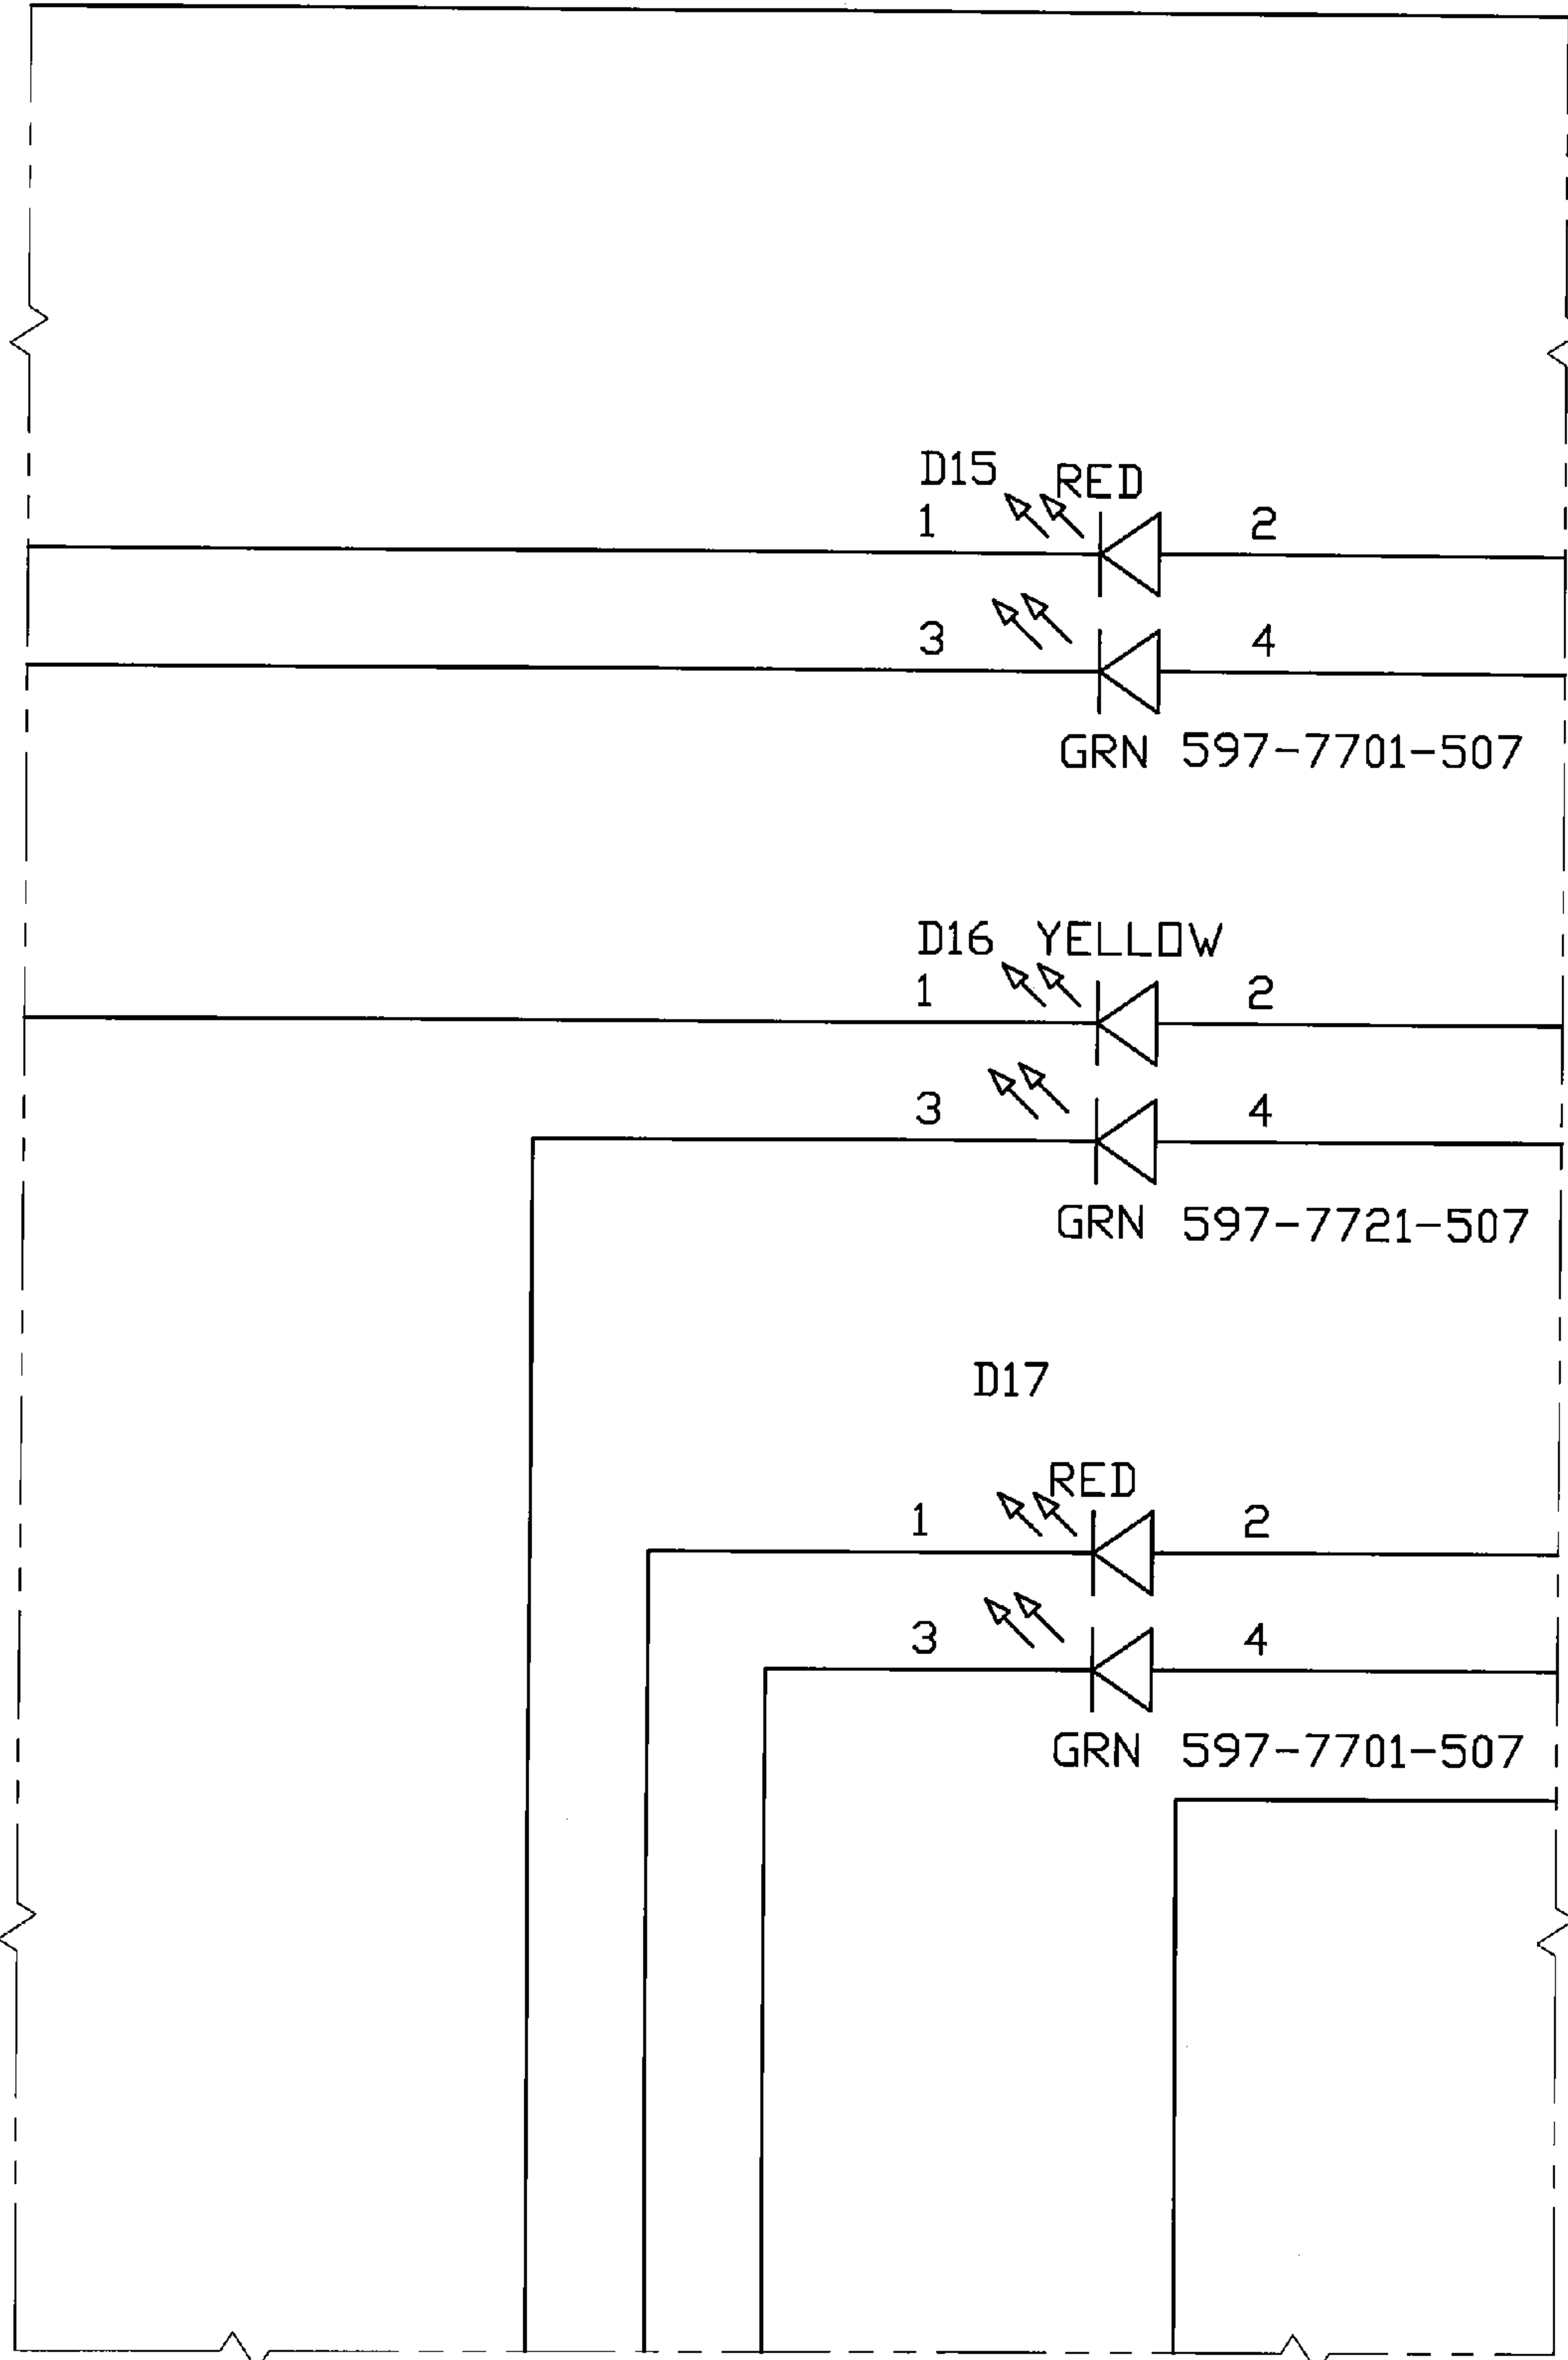 D15 RED
1 2
3 4
GRN 597-7701-507
D16 YELLOW
1 2
3 4
GRN 597-7721-507
D17
RED
1 2
3 4
GRN 597-7701-507